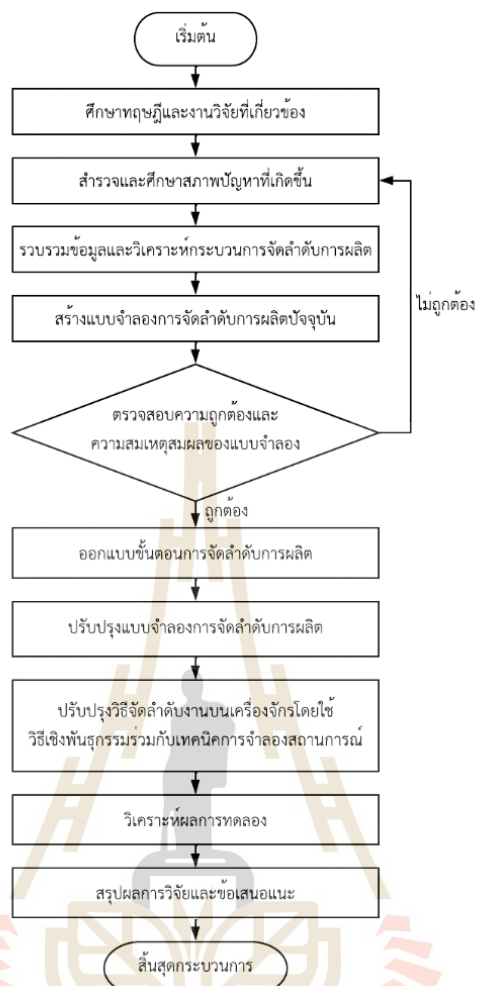 เริ่มต้น
ศึกษาทฤษฎีและงานวิจัยที่เกี่ยวข้อง
สำรวจและศึกษาสภาพปัญหาที่เกิดขึ้น
รวบรวมข้อมูลและวิเคราะห์กระบวนการจัดลำดับการผลิต
สร้างแบบจำลองการจัดลำดับการผลิตปัจจุบัน
ไม่ถูกต้อง
ตรวจสอบความถูกต้องและ
ความสมเหตุสมผลของแบบจำลอง
ถูกต้อง
ออกแบบขั้นตอนการจัดลำดับการผลิต
ปรับปรุงแบบจำลองการจัดลำดับการผลิต
ปรับปรุงวิธีจัดลำดับงานบนเครื่องจักรโดยใช้
วิธีเชิงพันธุกรรมร่วมกับเทคนิคการจำลองสถานการณ์
วิเคราะห์ผลการทดลอง
สรุปผลการวิจัยและข้อเสนอแนะ
สิ้นสุดกระบวนการ